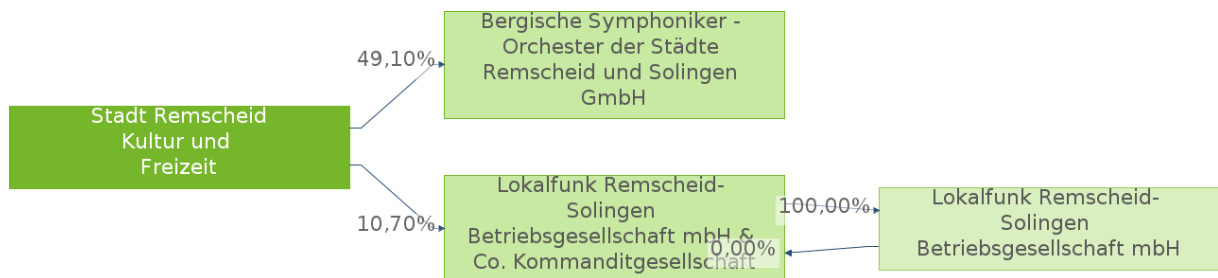 Stadt Remscheid
Kultur und
Freizeit
49,10%
Bergische Symphoniker -
Orchester der Städte
Remscheid und Solingen
GmbH
10,70%
Lokalfunk Remscheid-
Solingen
Betriebsgesellschaft mbH &
Co. Kommanditgesellschaft
100,00%
0,00%
Lokalfunk Remscheid-
Solingen
Betriebsgesellschaft mbH